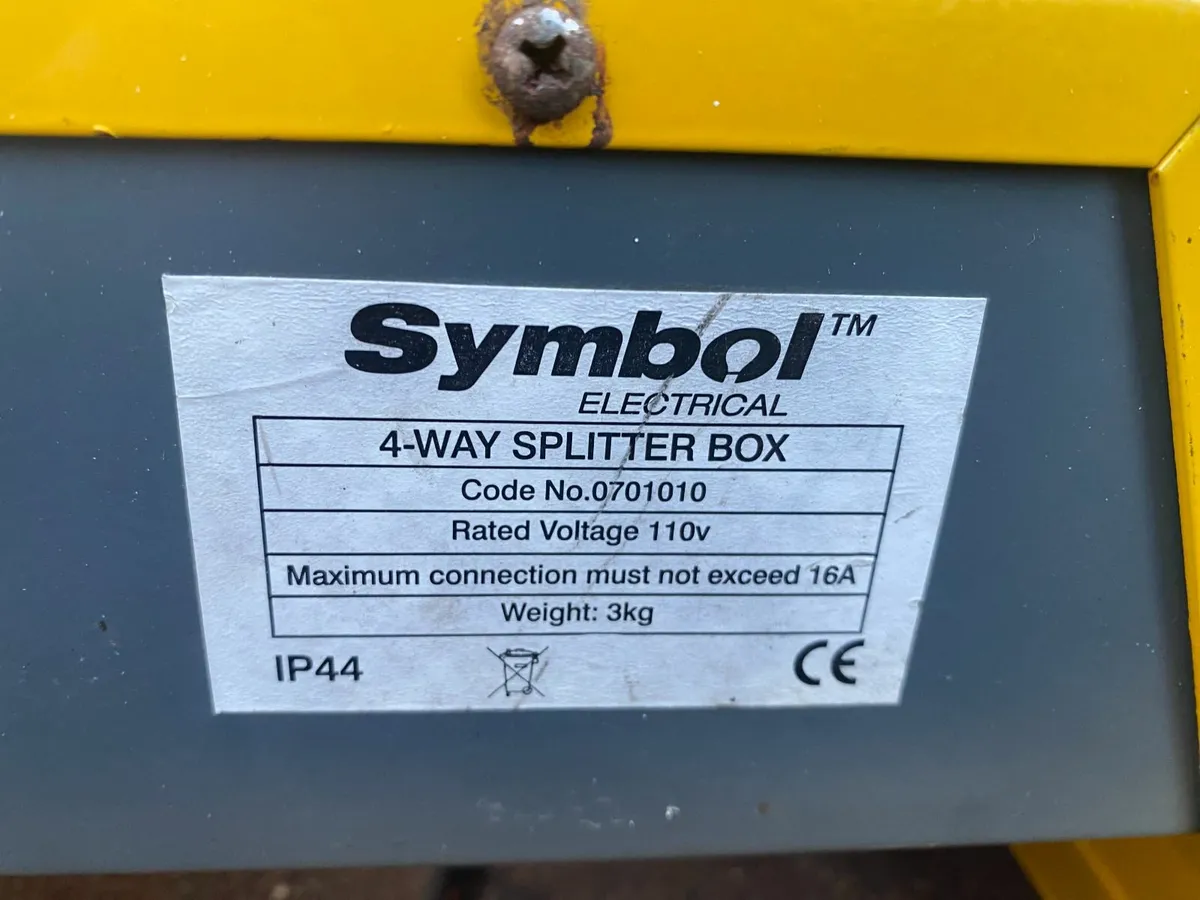 Symbol™
ELECTRICAL
4-WAY SPLITTER BOX
Code No.0701010
Rated Voltage 110v
Maximum connection must not exceed 16A
Weight: 3kg
IP44 CE